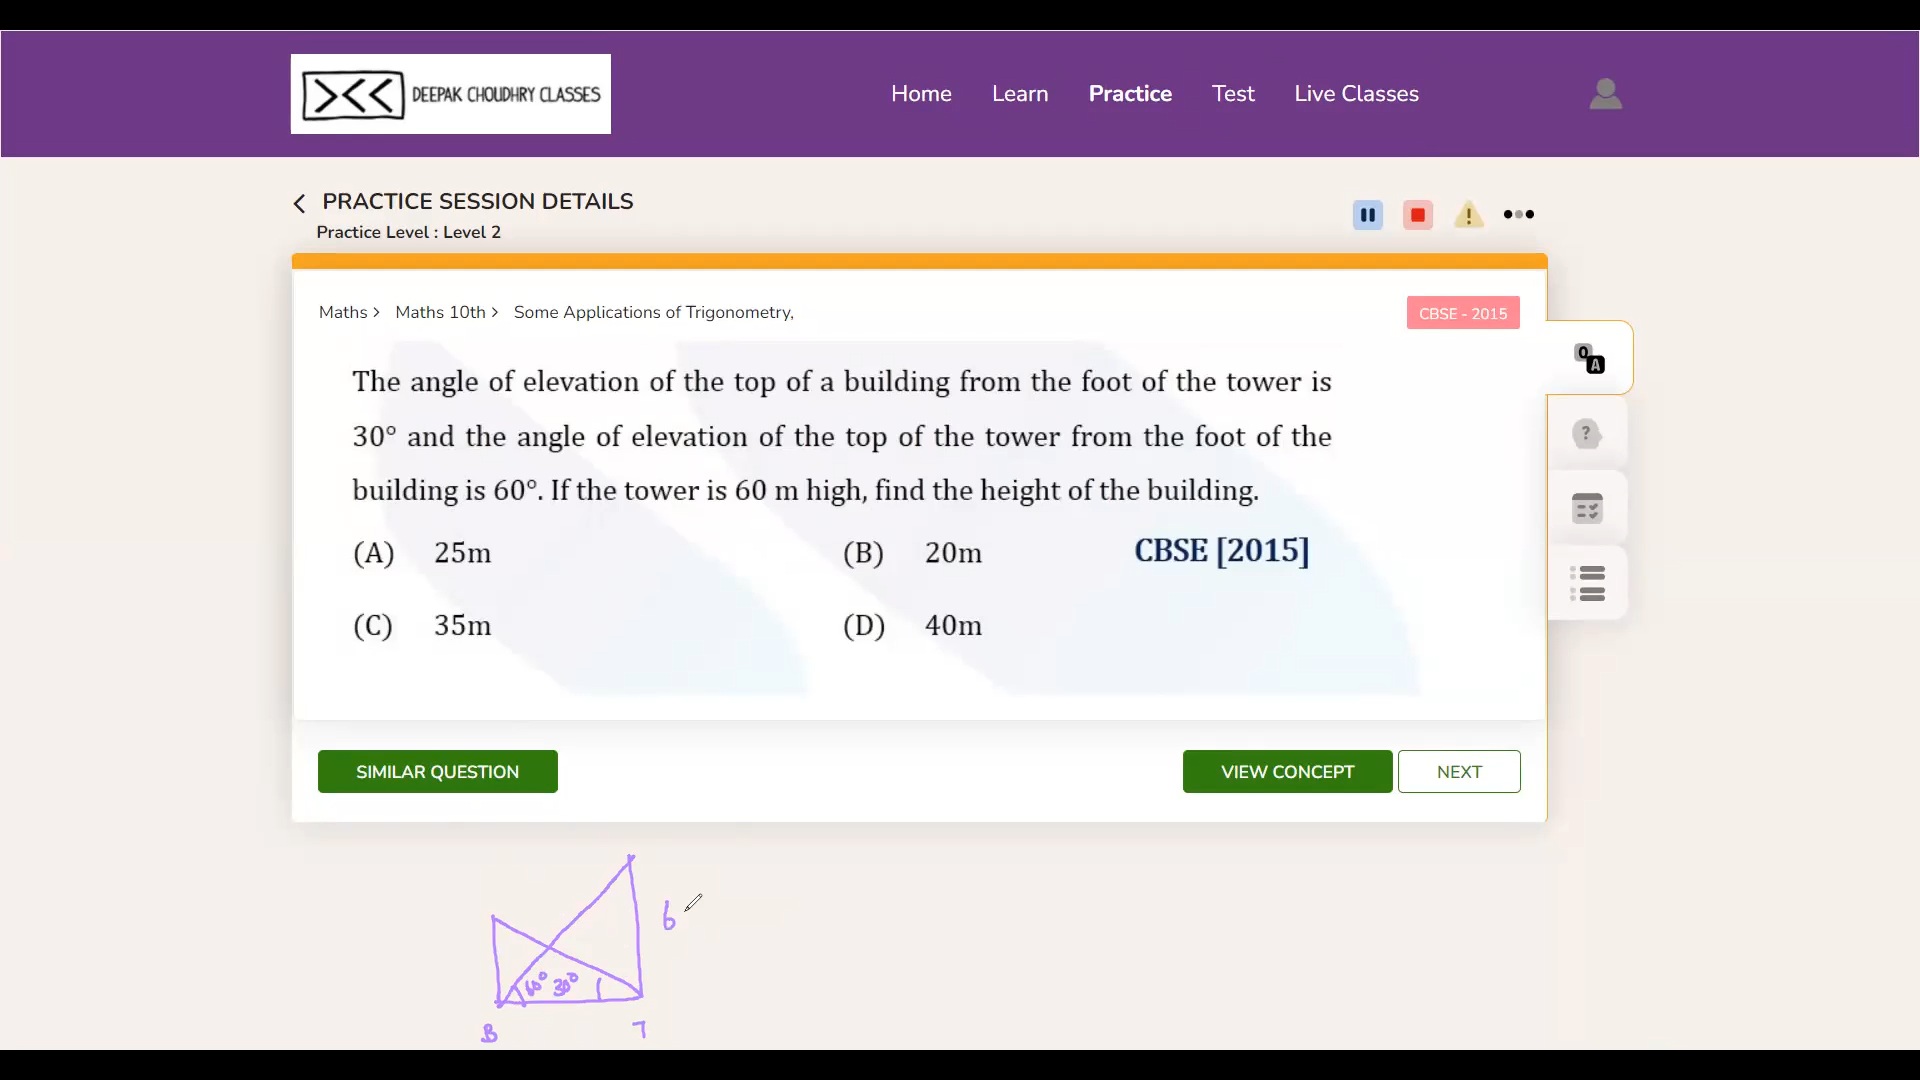 DEEPAK CHOUDHRY CLASSES
Home Learn Practice Test Live Classes
PRACTICE SESSION DETAILS
Practice Level : Level 2
Maths > Maths 10th > Some Applications of Trigonometry,
CBSE - 2015
The angle of elevation of the top of a building from the foot of the tower is
30° and the angle of elevation of the top of the tower from the foot of the
building is 60°. If the tower is 60 m high, find the height of the building.
(A) 25m (B) 20m CBSE [2015]
(C) 35m (D) 40m
SIMILAR QUESTION VIEW CONCEPT NEXT
6
60° 30°
B T